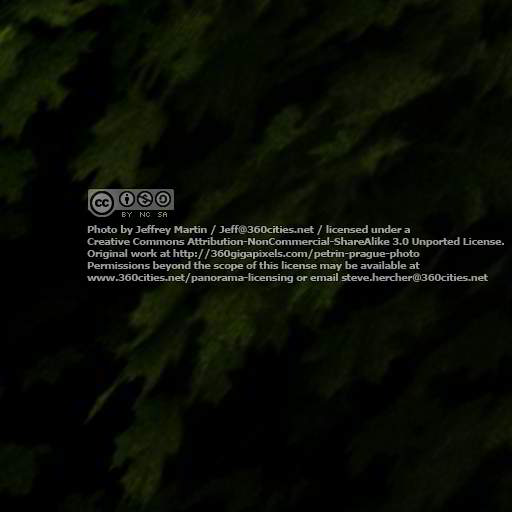 cc BY NC SA
Photo by Jeffrey Martin / Jeff@360cities.net / licensed under a
Creative Commons Attribution-NonCommercial-ShareAlike 3.0 Unported License.
Original work at http://360gigapixels.com/petrin-prague-photo
Permissions beyond the scope of this license may be available at
www.360cities.net/panorama-licensing or email steve.hercher@360cities.net